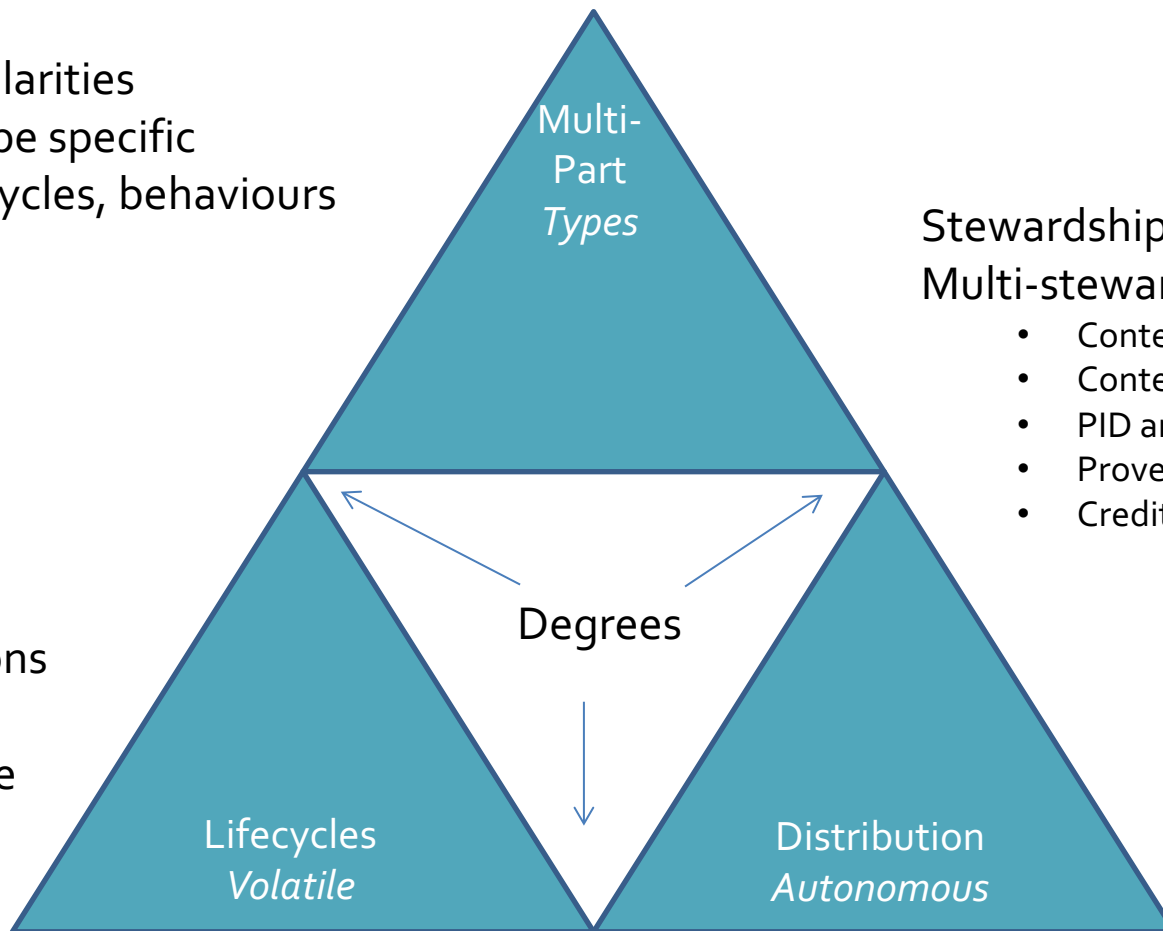 larities
pe specific
ycles, behaviours
Multi-
Part
Types
Stewardship
Multi-stewar
• Conte
• Conte
• PID
• Prove
• Credit
Degrees
ons
e
Lifecycles
Volatile
Distribution
Autonomous